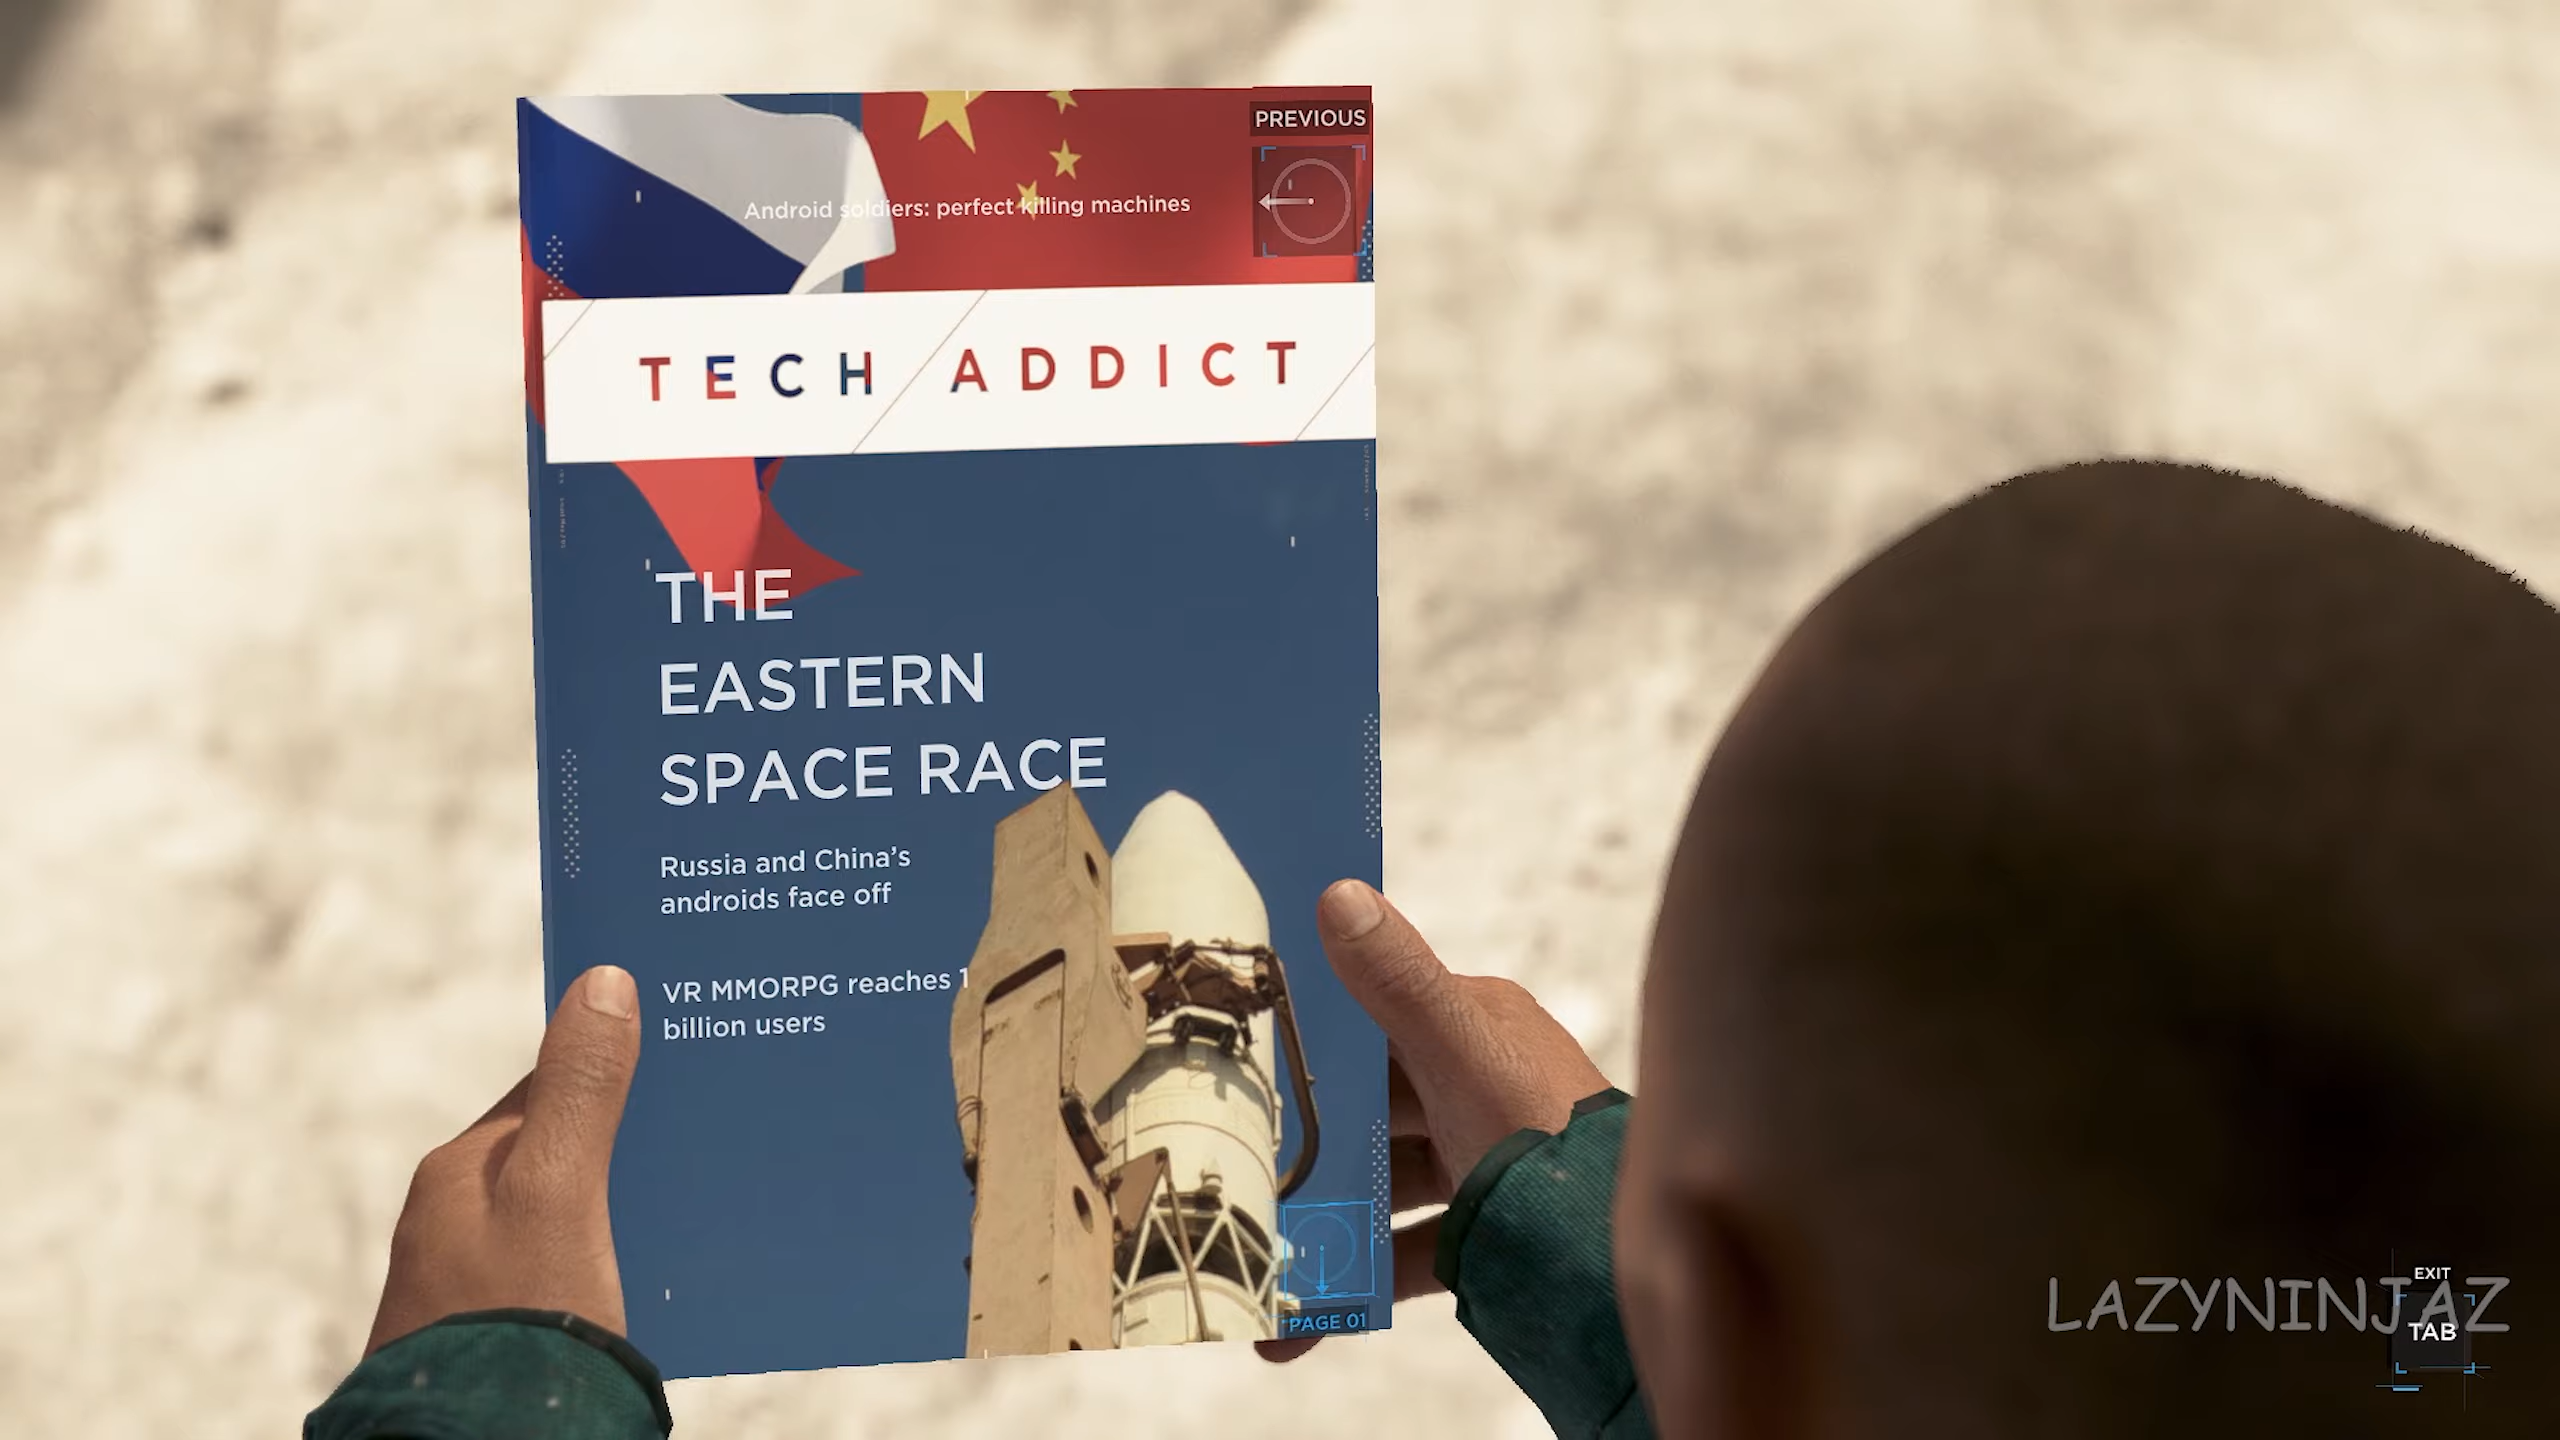 PREVIOUS
Android soldiers: perfect killing machines
TECH ADDICT
THE
EASTERN
SPACE RACE
Russia and China's
androids face off
VR MMORPG reaches 1
billion users
PAGE 01
EXIT
LAZYNINJAZ
TAB